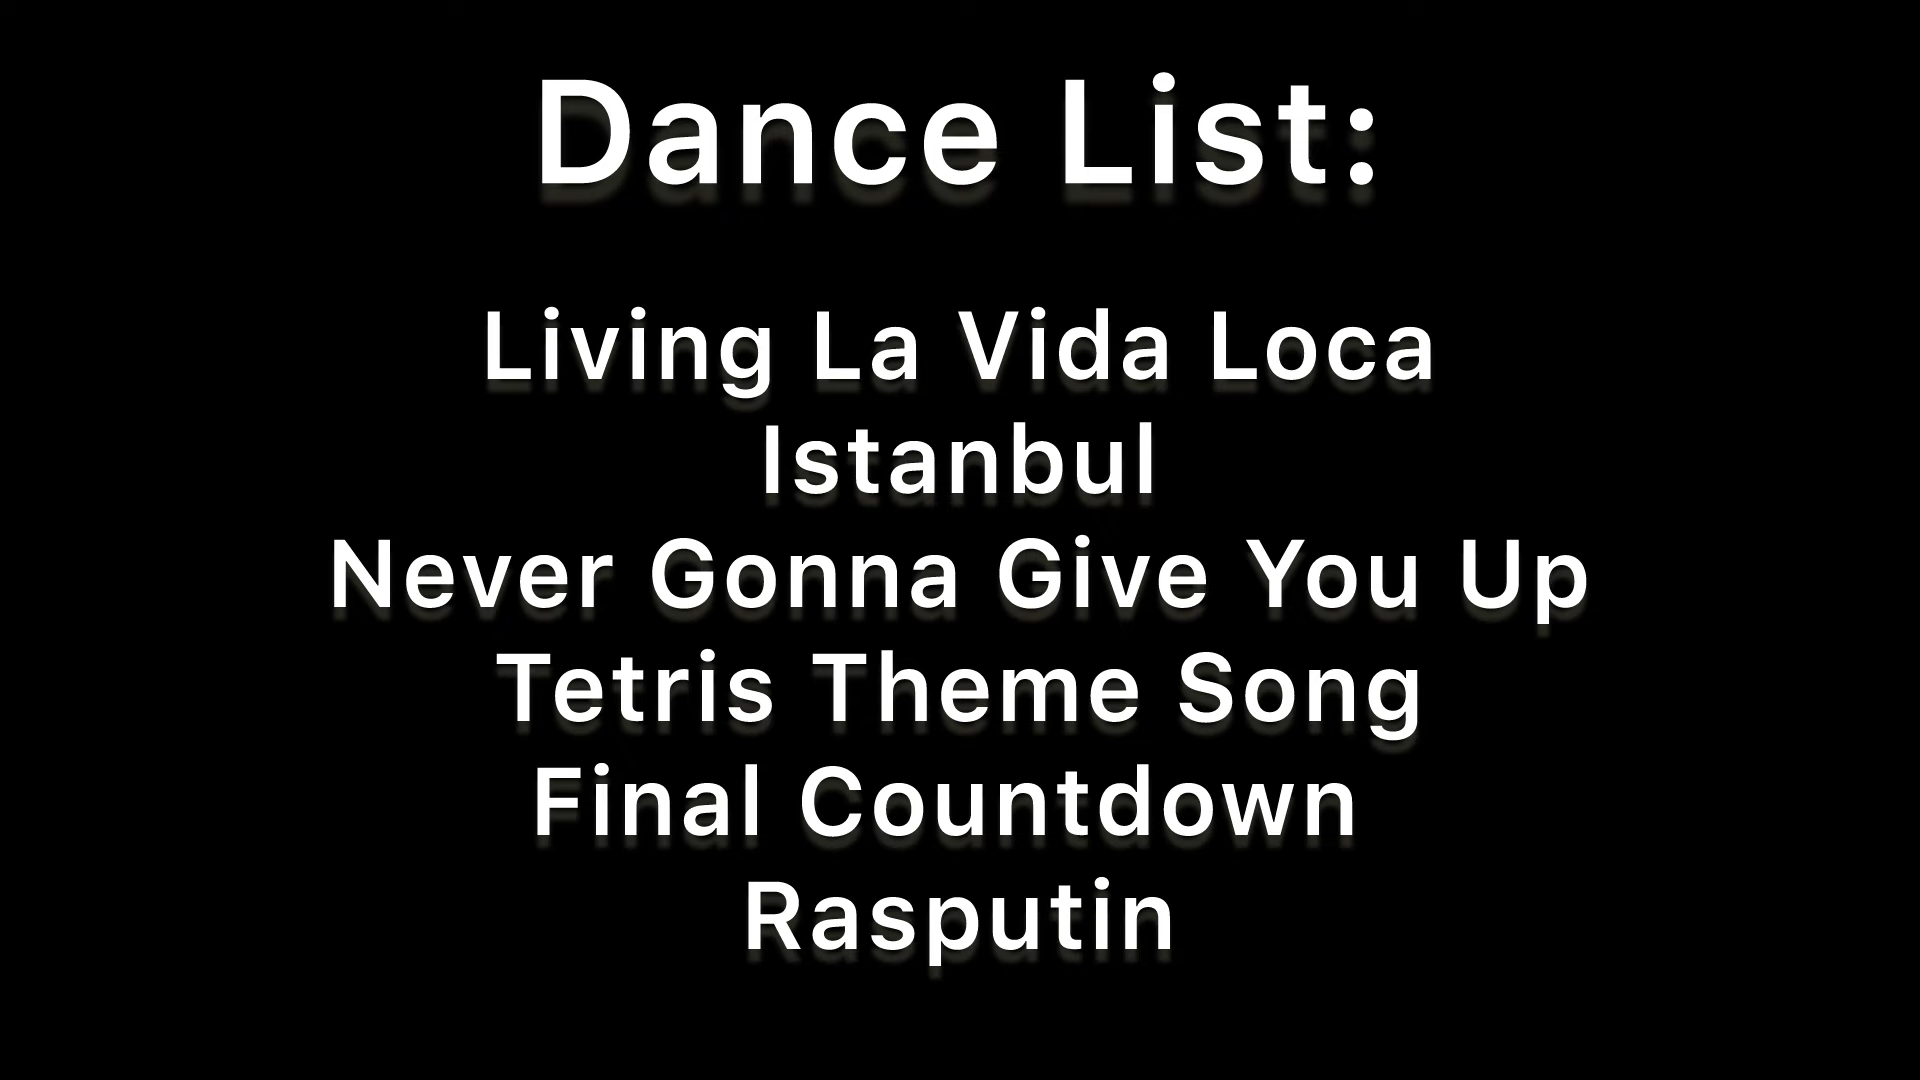 Dance List:
Living La Vida Loca
Istanbul
Never Gonna Give You Up
Tetris Theme Song
Final Countdown
Rasputin